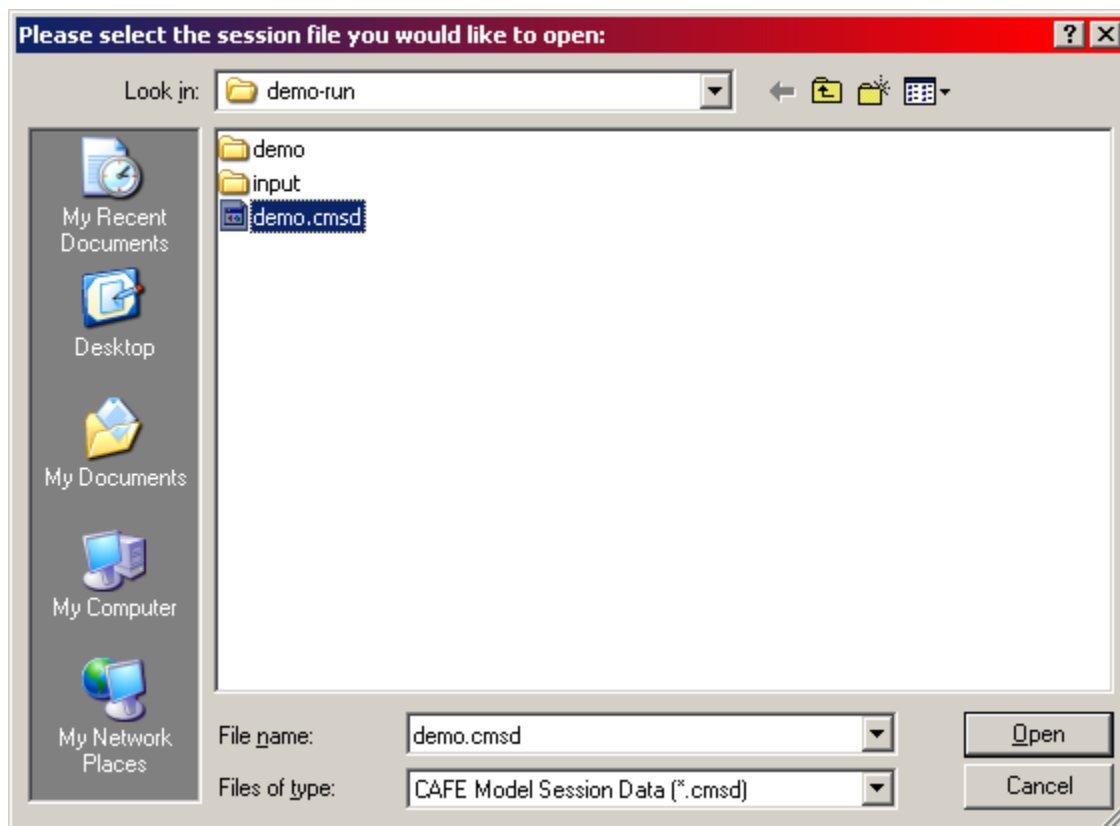 Please select the session file you would like to open:
Look in:
demo-run
My Recent
Documents
Desktop
My Documents
My Computer
My Network
Places
demo
input
demo.cmsd
File name:
demo.cmsd
Open
Files of type:
CAFE Model Session Data (*.cmsd)
Cancel